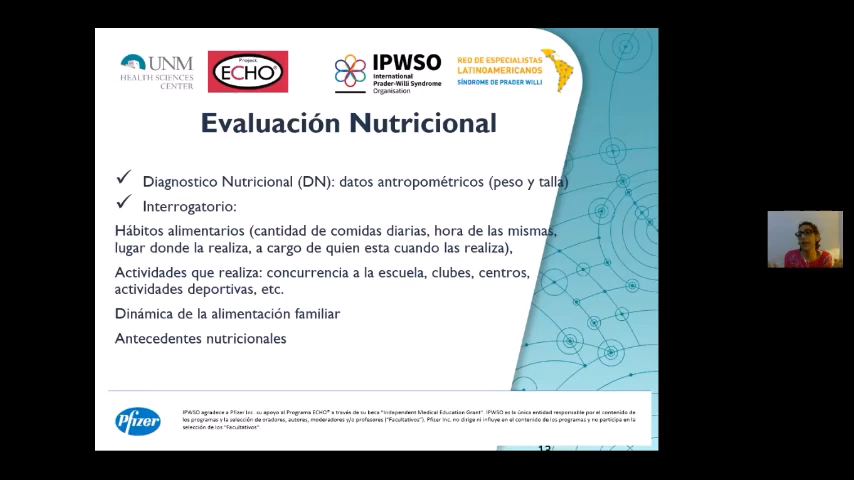 UNM
HEALTH SCIENCES
CENTER
Project
ECHO®
IPWSO
International
Prader-Willi Syndrome
Organisation
RED DE ESPECIALISTAS
LATINOAMERICANOS
SÍNDROME DE PRADER WILLI
Evaluación Nutricional
Diagnostico Nutricional (DN): datos antropométricos (peso y talla)
Interrogatorio:
Hábitos alimentarios (cantidad de comidas diarias, hora de las mismas,
lugar donde la realiza, a cargo de quien esta cuando las realiza),
Actividades que realiza: concurrencia a la escuela, clubes, centros,
actividades deportivas, etc.
Dinámica de la alimentación familiar
Antecedentes nutricionales
Pfizer
IPWSO agradece a Pfizer Inc. su apoyo al Programa ECHO® a través de su beca "Independent Medical Education Grant". IPWSO es la única entidad responsable por el contenido de
los programas y la selección de oradores, autores, moderadores y/o profesores ("Facultativos"). Pfizer Inc. no dirige ni influye en el contenido de los programas y no participa en la
selección de los "Facultativos".
13